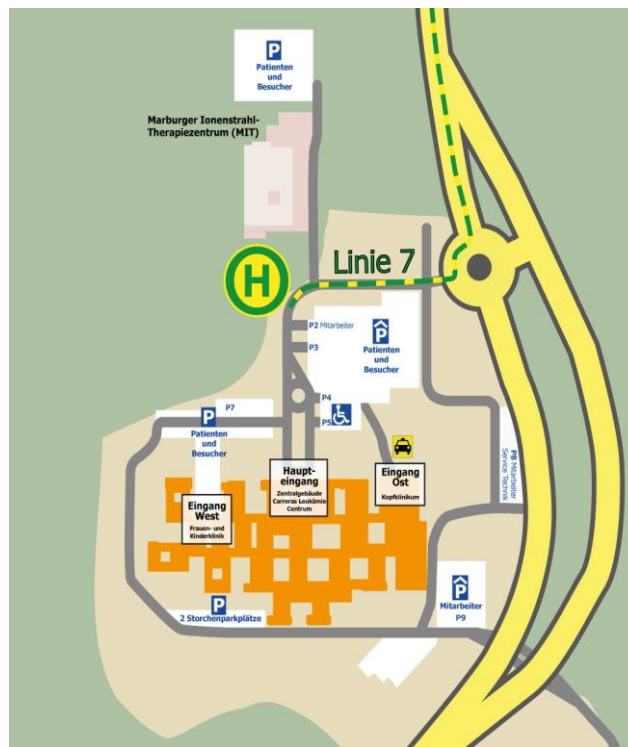 P
Patienten
und
Besucher
Marburger Ionenstrahl-
Therapiezentrum (MIT)
H
Linie 7
P2 Mitarbeiter
P
P3
Patienten
und
Besucher
P4
P7
P
P5
Patienten
und
Besucher
Haupt-
eingang
Zentralgebäude
Carreras Leukämie
Centrum
Eingang
Ost
Kopfklinikum
P8 Mitarbeiter
Service Technik
Eingang
West
Frauen- und
Kinderklinik
P
Mitarbeiter
P9
P
2 Storchenparkplätze